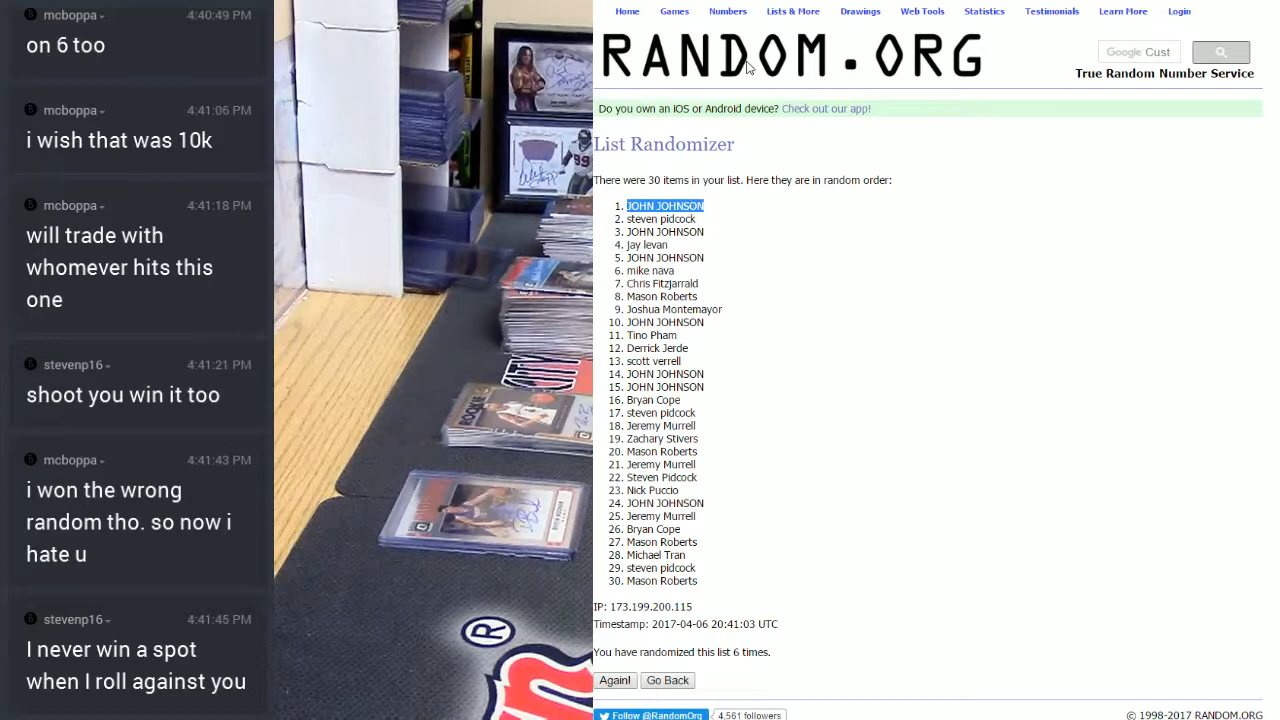 mcboppa 4:40:49 PM
on 6 too
mcboppa 4:41:06 PM
i wish that was 10k
mcboppa 4:41:18 PM
will trade with
whomever hits this
one
stevenp16 4:41:21 PM
shoot you win it too
mcboppa 4:41:43 PM
i won the wrong
random tho. so now i
hate u
stevenp16 4:41:45 PM
I never win a spot
when I roll against you
ROOKIE
99
®
Home Games Numbers Lists & More Drawings Web Tools Statistics Testimonials Learn More Login
RANDOM.ORG
Google Cust
True Random Number Service
Do you own an iOS or Android device? Check out our app!
List Randomizer
There were 30 items in your list. Here they are in random order:
1. JOHN JOHNSON
2. steven pidcock
3. JOHN JOHNSON
4. jay levan
5. JOHN JOHNSON
6. mike nava
7. Chris Fitzjarrald
8. Mason Roberts
9. Joshua Montemayor
10. JOHN JOHNSON
11. Tino Pham
12. Derrick Jerde
13. scott verrell
14. JOHN JOHNSON
15. JOHN JOHNSON
16. Bryan Cope
17. steven pidcock
18. Jeremy Murrell
19. Zachary Stivers
20. Mason Roberts
21. Jeremy Murrell
22. Steven Pidcock
23. Nick Puccio
24. JOHN JOHNSON
25. Jeremy Murrell
26. Bryan Cope
27. Mason Roberts
28. Michael Tran
29. steven pidcock
30. Mason Roberts
IP: 173.199.200.115
Timestamp: 2017-04-06 20:41:03 UTC
You have randomized this list 6 times.
Again! Go Back
Follow @RandomOrg 4,561 followers
© 1998-2017 RANDOM.ORG